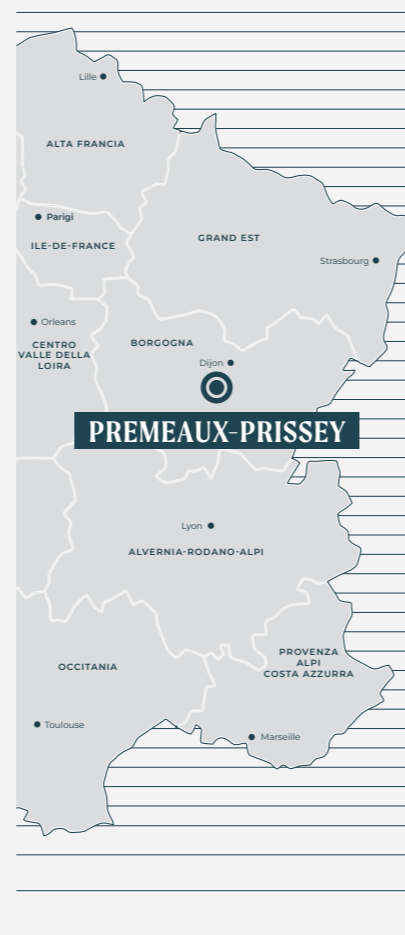 Lille
ALTA FRANCIA
Parigi
ILE-DE-FRANCE
GRAND EST
Strasbourg
Orleans
CENTRO
VALLE DELLA
LOIRA
BORGOGNA
Dijon
PREMEAUX-PRISSEY
Lyon
ALVERNIA-RODANO-ALPI
PROVENZA
ALPI
COSTA AZZURRA
OCCITANIA
Toulouse
Marseille